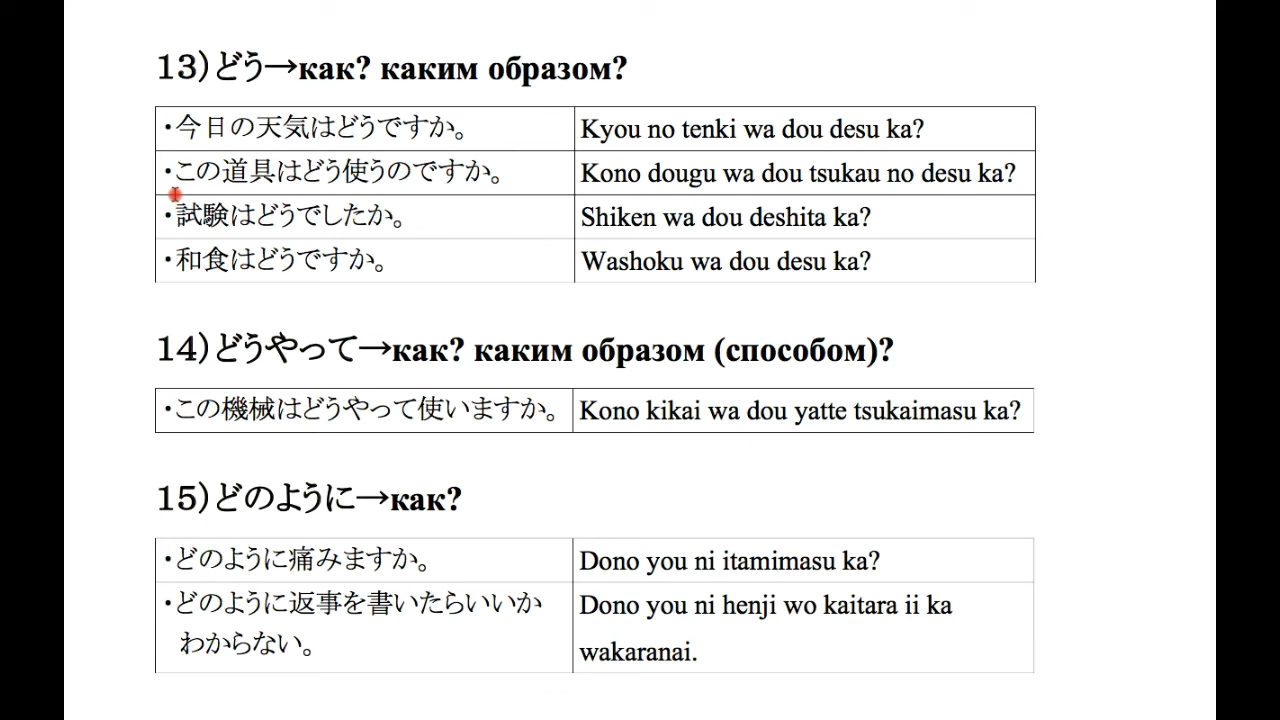 13)どう→как? каким образом?
・今日の天気はどうですか。 Kyou no tenki wa dou desu ka?
・この道具はどう使うのですか。 Kono dougu wa dou tsukau no desu ka?
・試験はどうでしたか。 Shiken wa dou deshita ka?
・和食はどうですか。 Washoku wa dou desu ka?
14)どうやって→как? каким образом (способом)?
・この機械はどうやって使いますか。 Kono kikai wa dou yatte tsukaimasu ka?
15)どのように→как?
・どのように痛みますか。 Dono you ni itamimasu ka?
・どのように返事を書いたらいいか Dono you ni henji wo kaitara ii ka
わからない。 wakaranai.